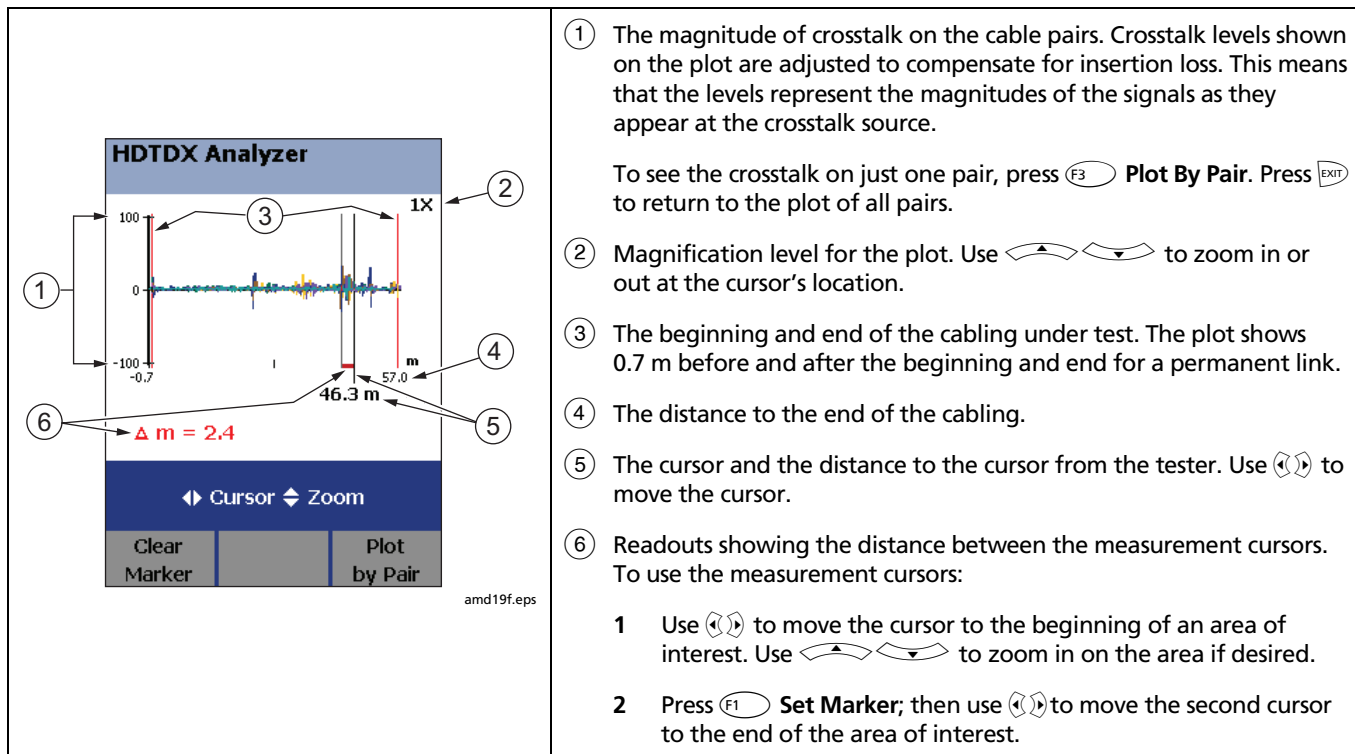 HDTDX Analyzer
2
1X
100
3
1
0
-100
m
4
-0.7
57.0
46.3 m
6
5
Δ m = 2.4
Cursor Zoom
Clear
Marker
Plot
by Pair
amd19f.eps
1 The magnitude of crosstalk on the cable pairs. Crosstalk levels shown
on the plot are adjusted to compensate for insertion loss. This means
that the levels represent the magnitudes of the signals as they
appear at the crosstalk source.
To see the crosstalk on just one pair, press F3 Plot By Pair. Press EXIT
to return to the plot of all pairs.
2 Magnification level for the plot. Use to zoom in or
out at the cursor’s location.
3 The beginning and end of the cabling under test. The plot shows
0.7 m before and after the beginning and end for a permanent link.
4 The distance to the end of the cabling.
5 The cursor and the distance to the cursor from the tester. Use to
move the cursor.
6 Readouts showing the distance between the measurement cursors.
To use the measurement cursors:
1 Use to move the cursor to the beginning of an area of
interest. Use to zoom in on the area if desired.
2 Press F1 Set Marker; then use to move the second cursor
to the end of the area of interest.